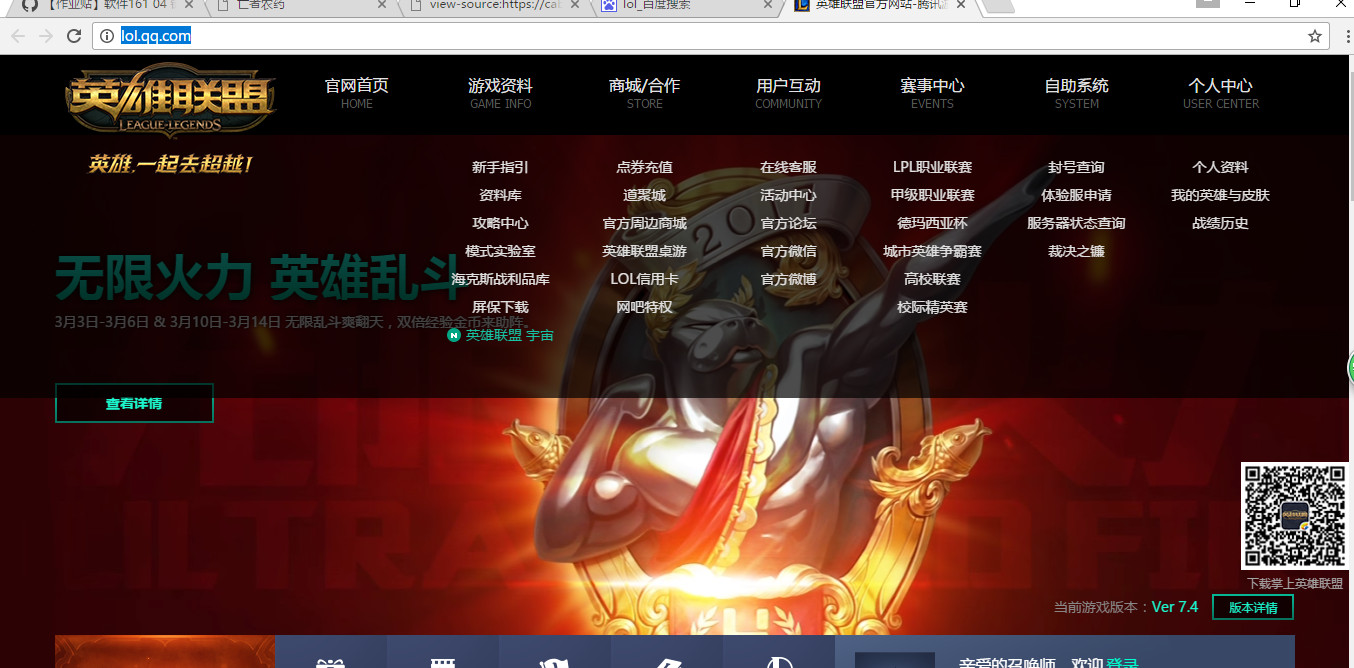 【作业贴】软件161 04
亡者农药
view-source:https://ca
lol_百度搜索
英雄联盟官方网站-腾讯
lol.qq.com
英雄联盟
LEAGUE-LEGENDS
英雄,一起去超越!
官网首页 游戏资料 商城/合作 用户互动 赛事中心 自助系统 个人中心
HOME GAME INFO STORE COMMUNITY EVENTS SYSTEM USER CENTER
新手指引 点券充值 在线客服 LPL职业联赛 封号查询 个人资料
资料库 道聚城 活动中心 甲级职业联赛 体验服申请 我的英雄与皮肤
攻略中心 官方周边商城 官方论坛 德玛西亚杯 服务器状态查询 战绩历史
模式实验室 英雄联盟桌游 官方微信 城市英雄争霸赛 裁决之镰
海克斯战利品库 LOL信用卡 官方微博 高校联赛
屏保下载 网吧特权 校际精英赛
N 英雄联盟 宇宙
201
无限火力 英雄乱斗
3月3日-3月6日 & 3月10日-3月14日 无限乱斗爽翻天，双倍经验金币来助阵。
查看详情
ULTRA
下载掌上英雄联盟
当前游戏版本：Ver 7.4 版本详情
亲爱的召唤师，欢迎 登录